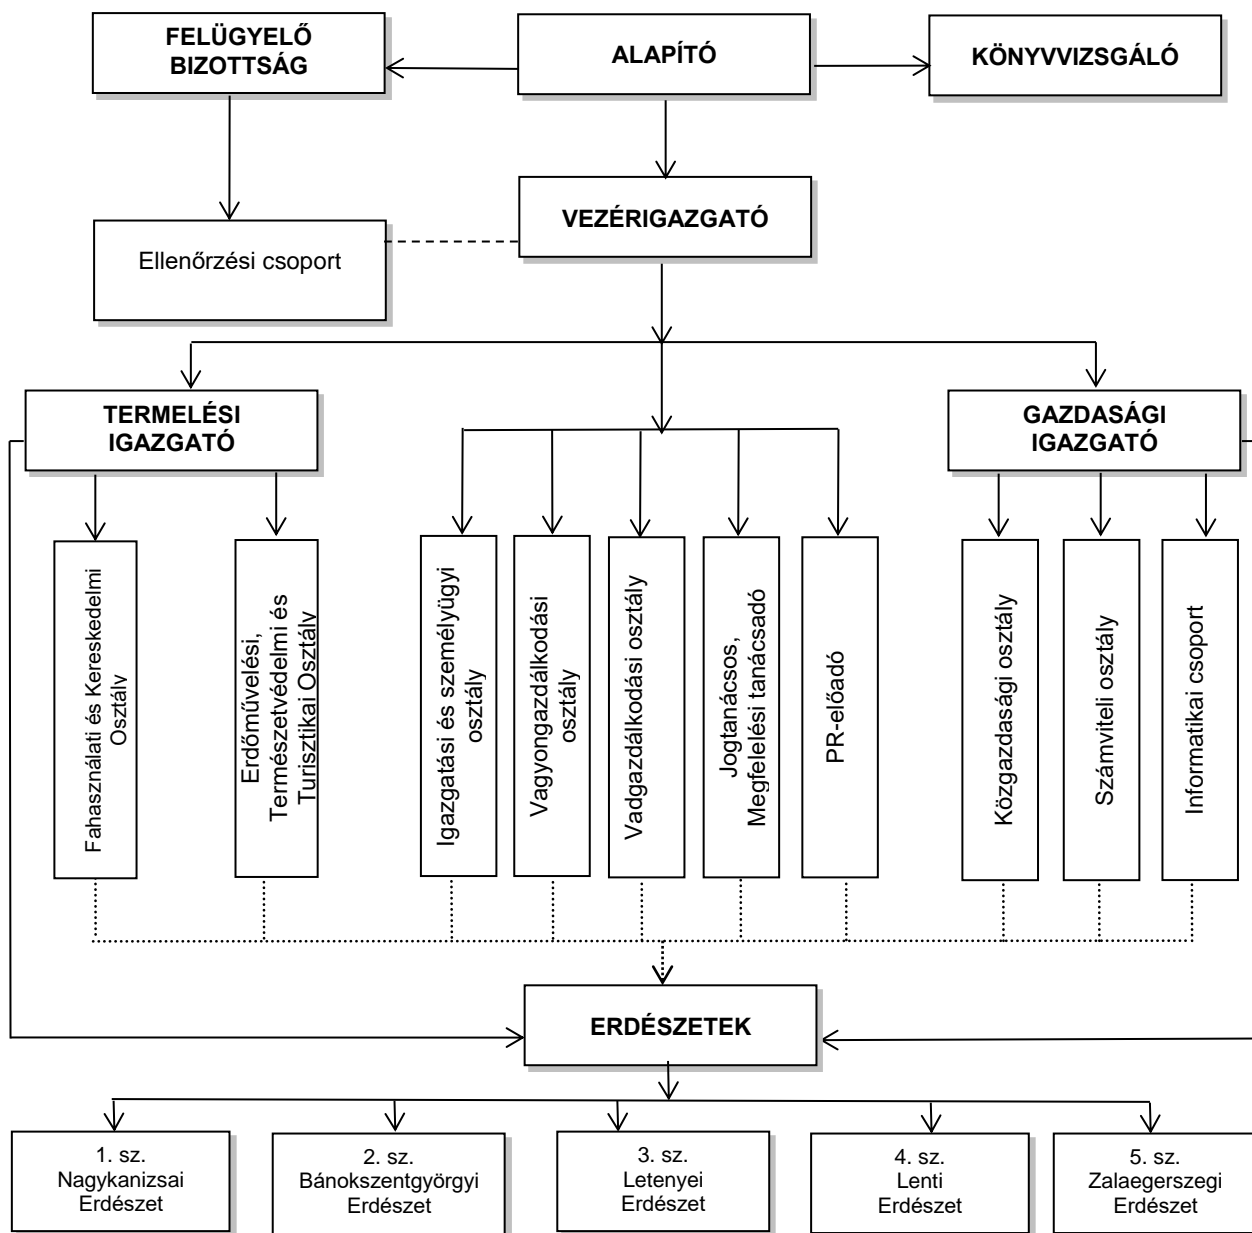 FELÜGYELŐ
BIZOTTSÁG
ALAPÍTÓ
KÖNYVVIZSGÁLÓ
VEZÉRIGAZGATÓ
Ellenőrzési csoport
TERMELÉSI
IGAZGATÓ
GAZDASÁGI
IGAZGATÓ
Fahasználati és Kereskedelmi
Osztály
Erdőművelési,
Természetvédelmi és
Turisztikai Osztály
Igazgatási és személyügyi
osztály
Vagyongazdálkodási
osztály
Vadgazdálkodási osztály
Jogtanácsos,
Megfelelési tanácsadó
PR-előadó
Közgazdasági osztály
Számviteli osztály
Informatikai csoport
ERDÉSZETEK
1. sz.
Nagykanizsai
Erdészet
2. sz.
Bánokszentgyörgyi
Erdészet
3. sz.
Letenyei
Erdészet
4. sz.
Lenti
Erdészet
5. sz.
Zalaegerszegi
Erdészet